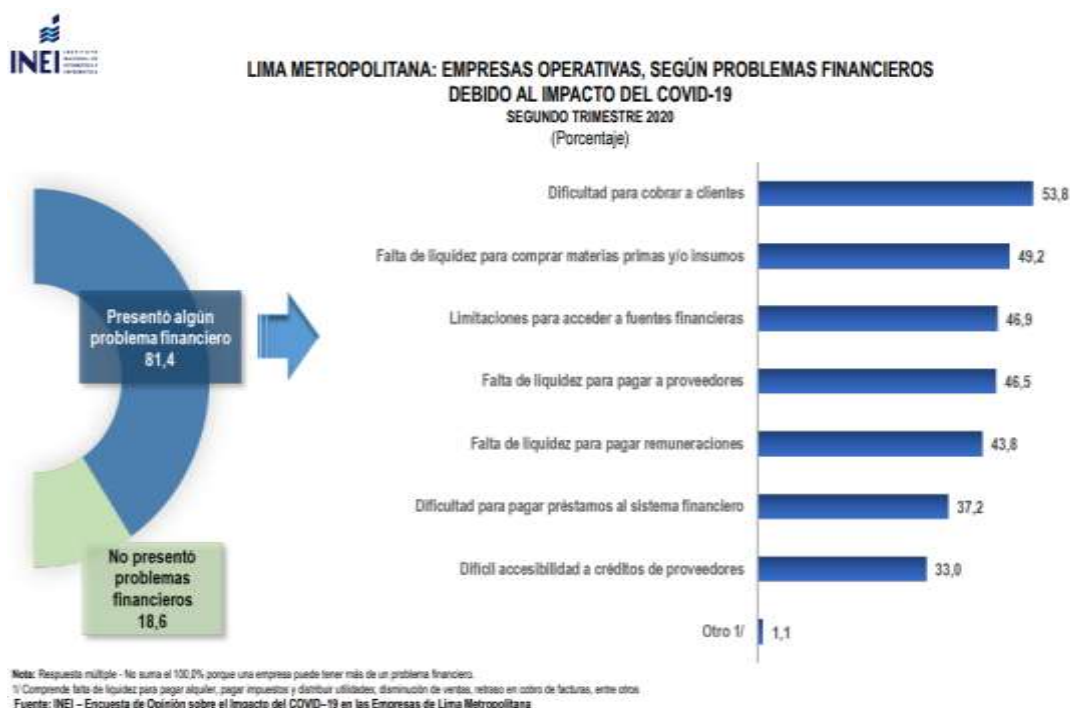 INEI
INSTITUTO
NACIONAL DE
ESTADÍSTICA E
INFORMÁTICA
LIMA METROPOLITANA: EMPRESAS OPERATIVAS, SEGÚN PROBLEMAS FINANCIEROS
DEBIDO AL IMPACTO DEL COVID-19
SEGUNDO TRIMESTRE 2020
(Porcentaje)
Presentó algún
problema financiero
81,4
No presentó
problemas
financieros
18,6
Dificultad para cobrar a clientes 53,8
Falta de liquidez para comprar materias primas y/o insumos 49,2
Limitaciones para acceder a fuentes financieras 46,9
Falta de liquidez para pagar a proveedores 46,5
Falta de liquidez para pagar remuneraciones 43,8
Dificultad para pagar préstamos al sistema financiero 37,2
Difícil accesibilidad a créditos de proveedores 33,0
Otro 1/ 1,1
Nota: Respuesta múltiple - No suma el 100,0% porque una empresa puede tener más de un problema financiero.
1/ Comprende falta de liquidez para pagar alquiler, pagar impuestos y distribuir utilidades; disminución de ventas, retraso en cobro de facturas, entre otros
Fuente: INEI – Encuesta de Opinión sobre el Impacto del COVID–19 en las Empresas de Lima Metropolitana